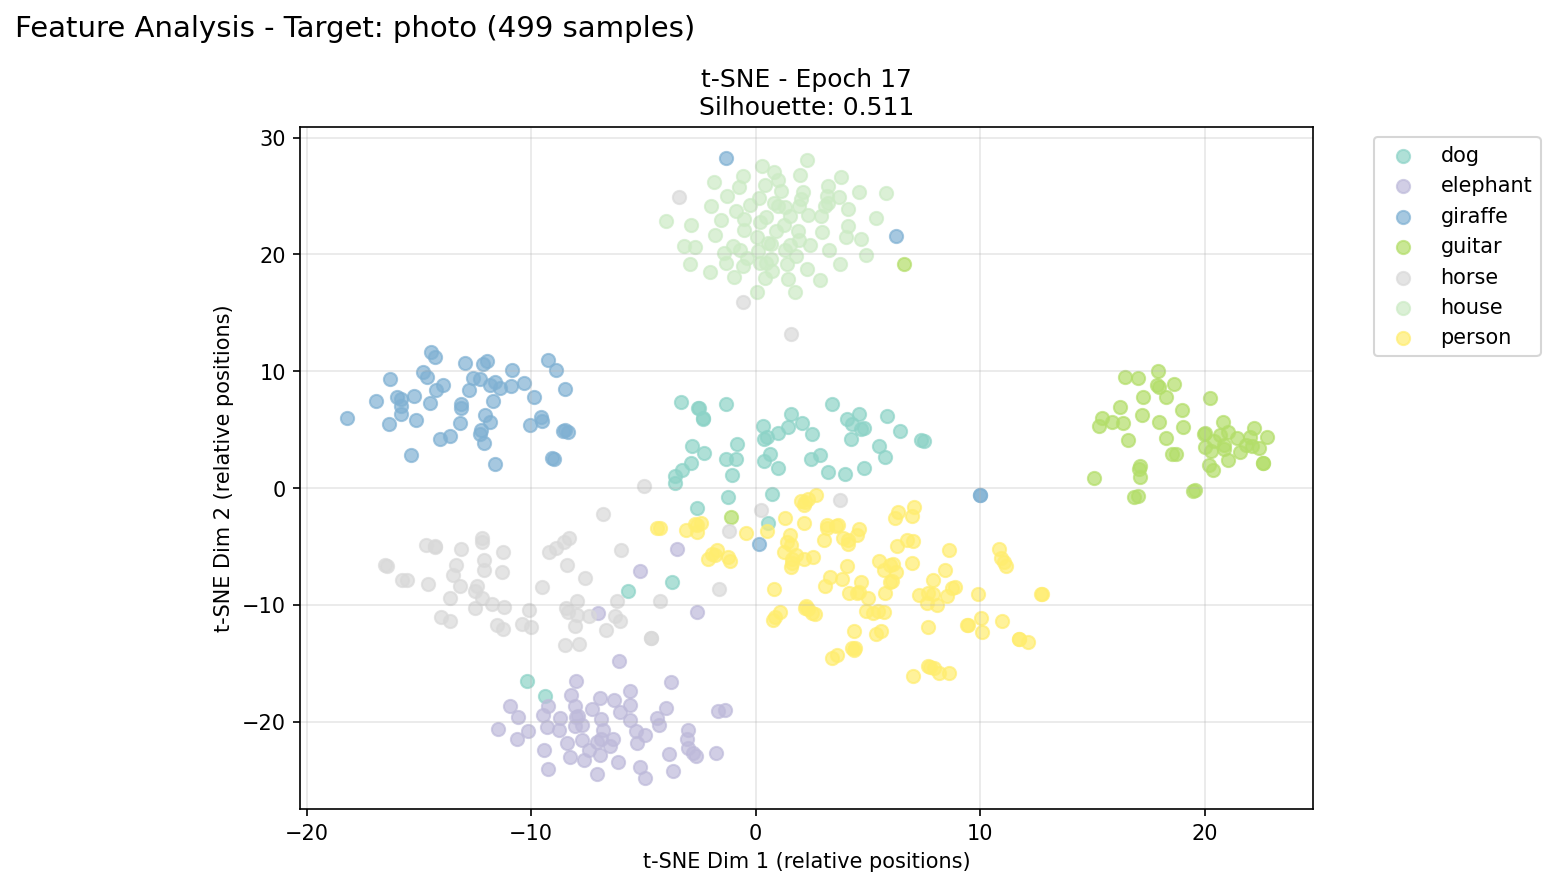 Feature Analysis - Target: photo (499 samples)
t-SNE - Epoch 17
Silhouette: 0.511
dog
elephant
giraffe
guitar
horse
house
person
30
20
10
0
−10
−20
t-SNE Dim 2 (relative positions)
−20
−10
0
10
20
t-SNE Dim 1 (relative positions)